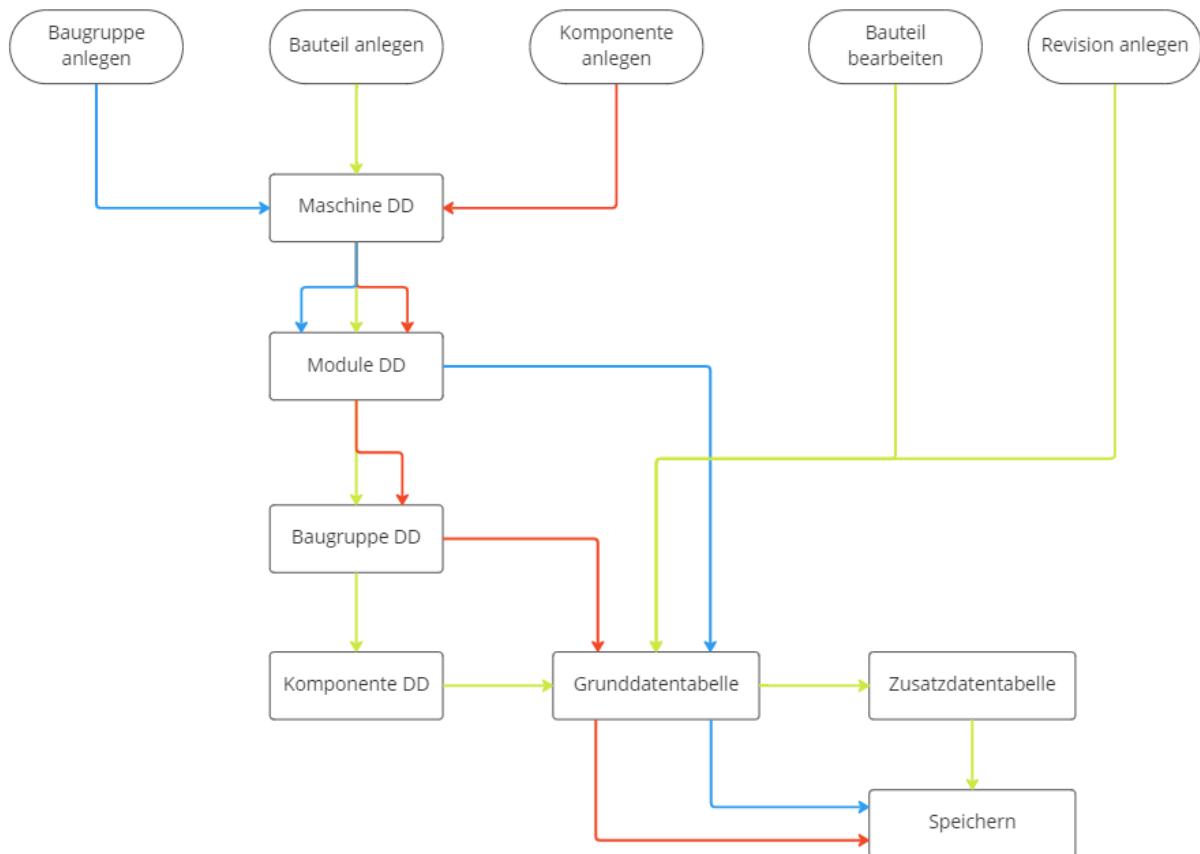 Baugruppe
anlegen
Bauteil anlegen
Komponente
anlegen
Bauteil
bearbeiten
Revision anlegen
Maschine DD
Module DD
Baugruppe DD
Komponente DD
Grunddatentabelle
Zusatzdatentabelle
Speichern